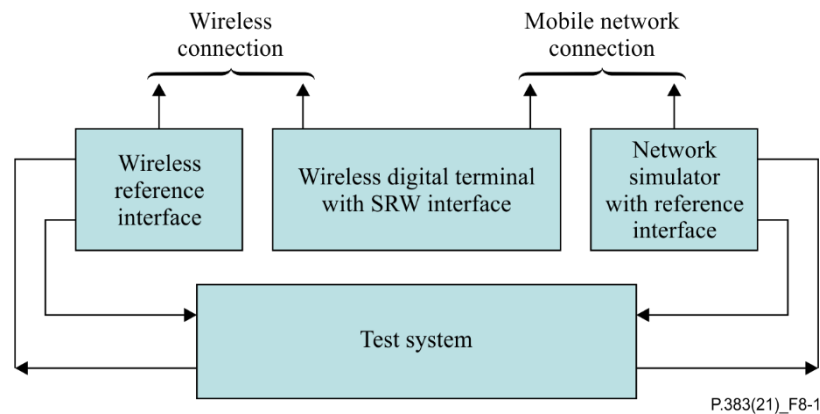 Wireless
connection
Mobile network
connection
Wireless
reference
interface
Wireless digital terminal
with SRW interface
Network
simulator
with reference
interface
Test system
P.383(21)_F8-1